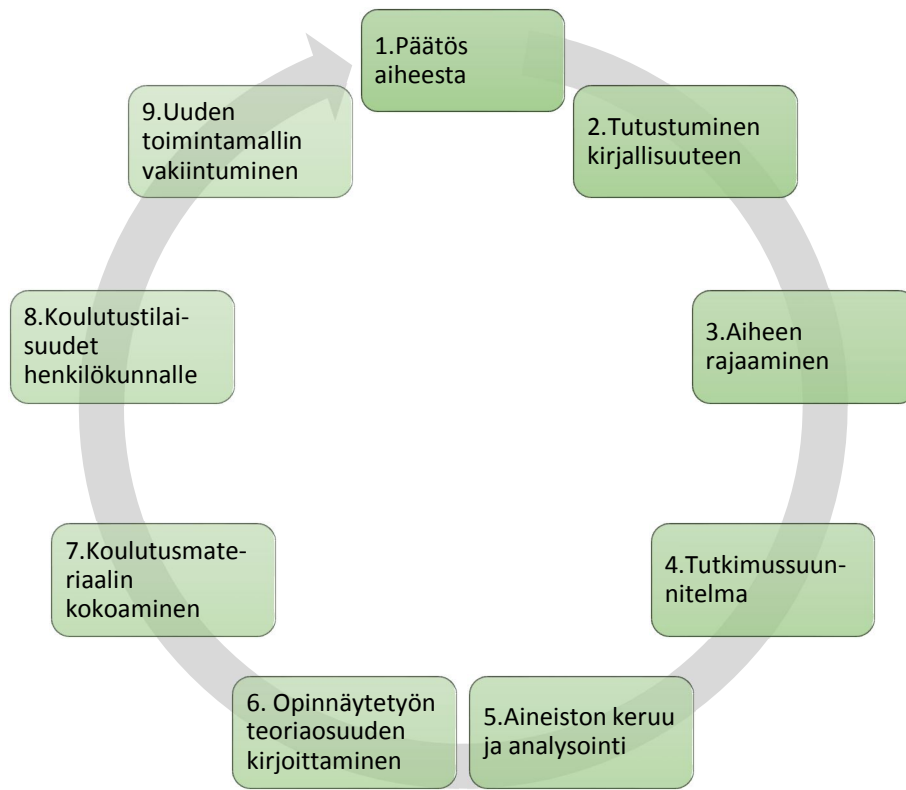 1.Päätös
aiheesta
2.Tutustuminen
kirjallisuuteen
3.Aiheen
rajaaminen
4.Tutkimussuun-
nitelma
5.Aineiston keruu
ja analysointi
6. Opinnäytetyön
teoriaosuuden
kirjoittaminen
7.Koulutusmate-
riaalin
kokoaminen
8.Koulutustilai-
suudet
henkilökunnalle
9.Uuden
toimintamallin
vakiintuminen